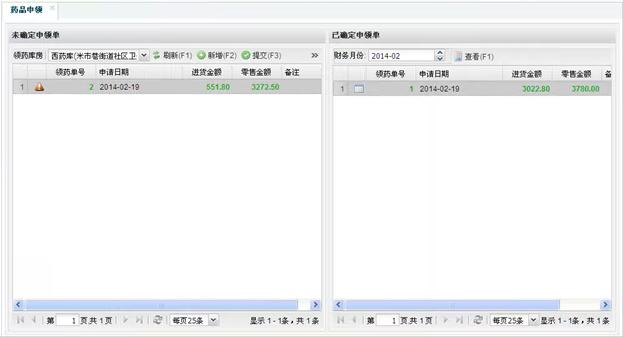 药品申领
未确定申领单
领药库房: 西药库(米市巷街道社区卫 刷新(F1) 新增(F2) 提交(F3) »
领药单号 申请日期 进货金额 零售金额 备注
1 2 2014-02-19 551.80 3272.50
第 1 页共 1 页 每页25条 显示 1 - 1条，共 1 条
已确定申领单
财务月份: 2014-02 查看(F1)
领药单号 申请日期 进货金额 零售金额
1 1 2014-02-19 3022.80 3780.00
第 1 页共 1 页 每页25条 显示 1 - 1条，共 1 条